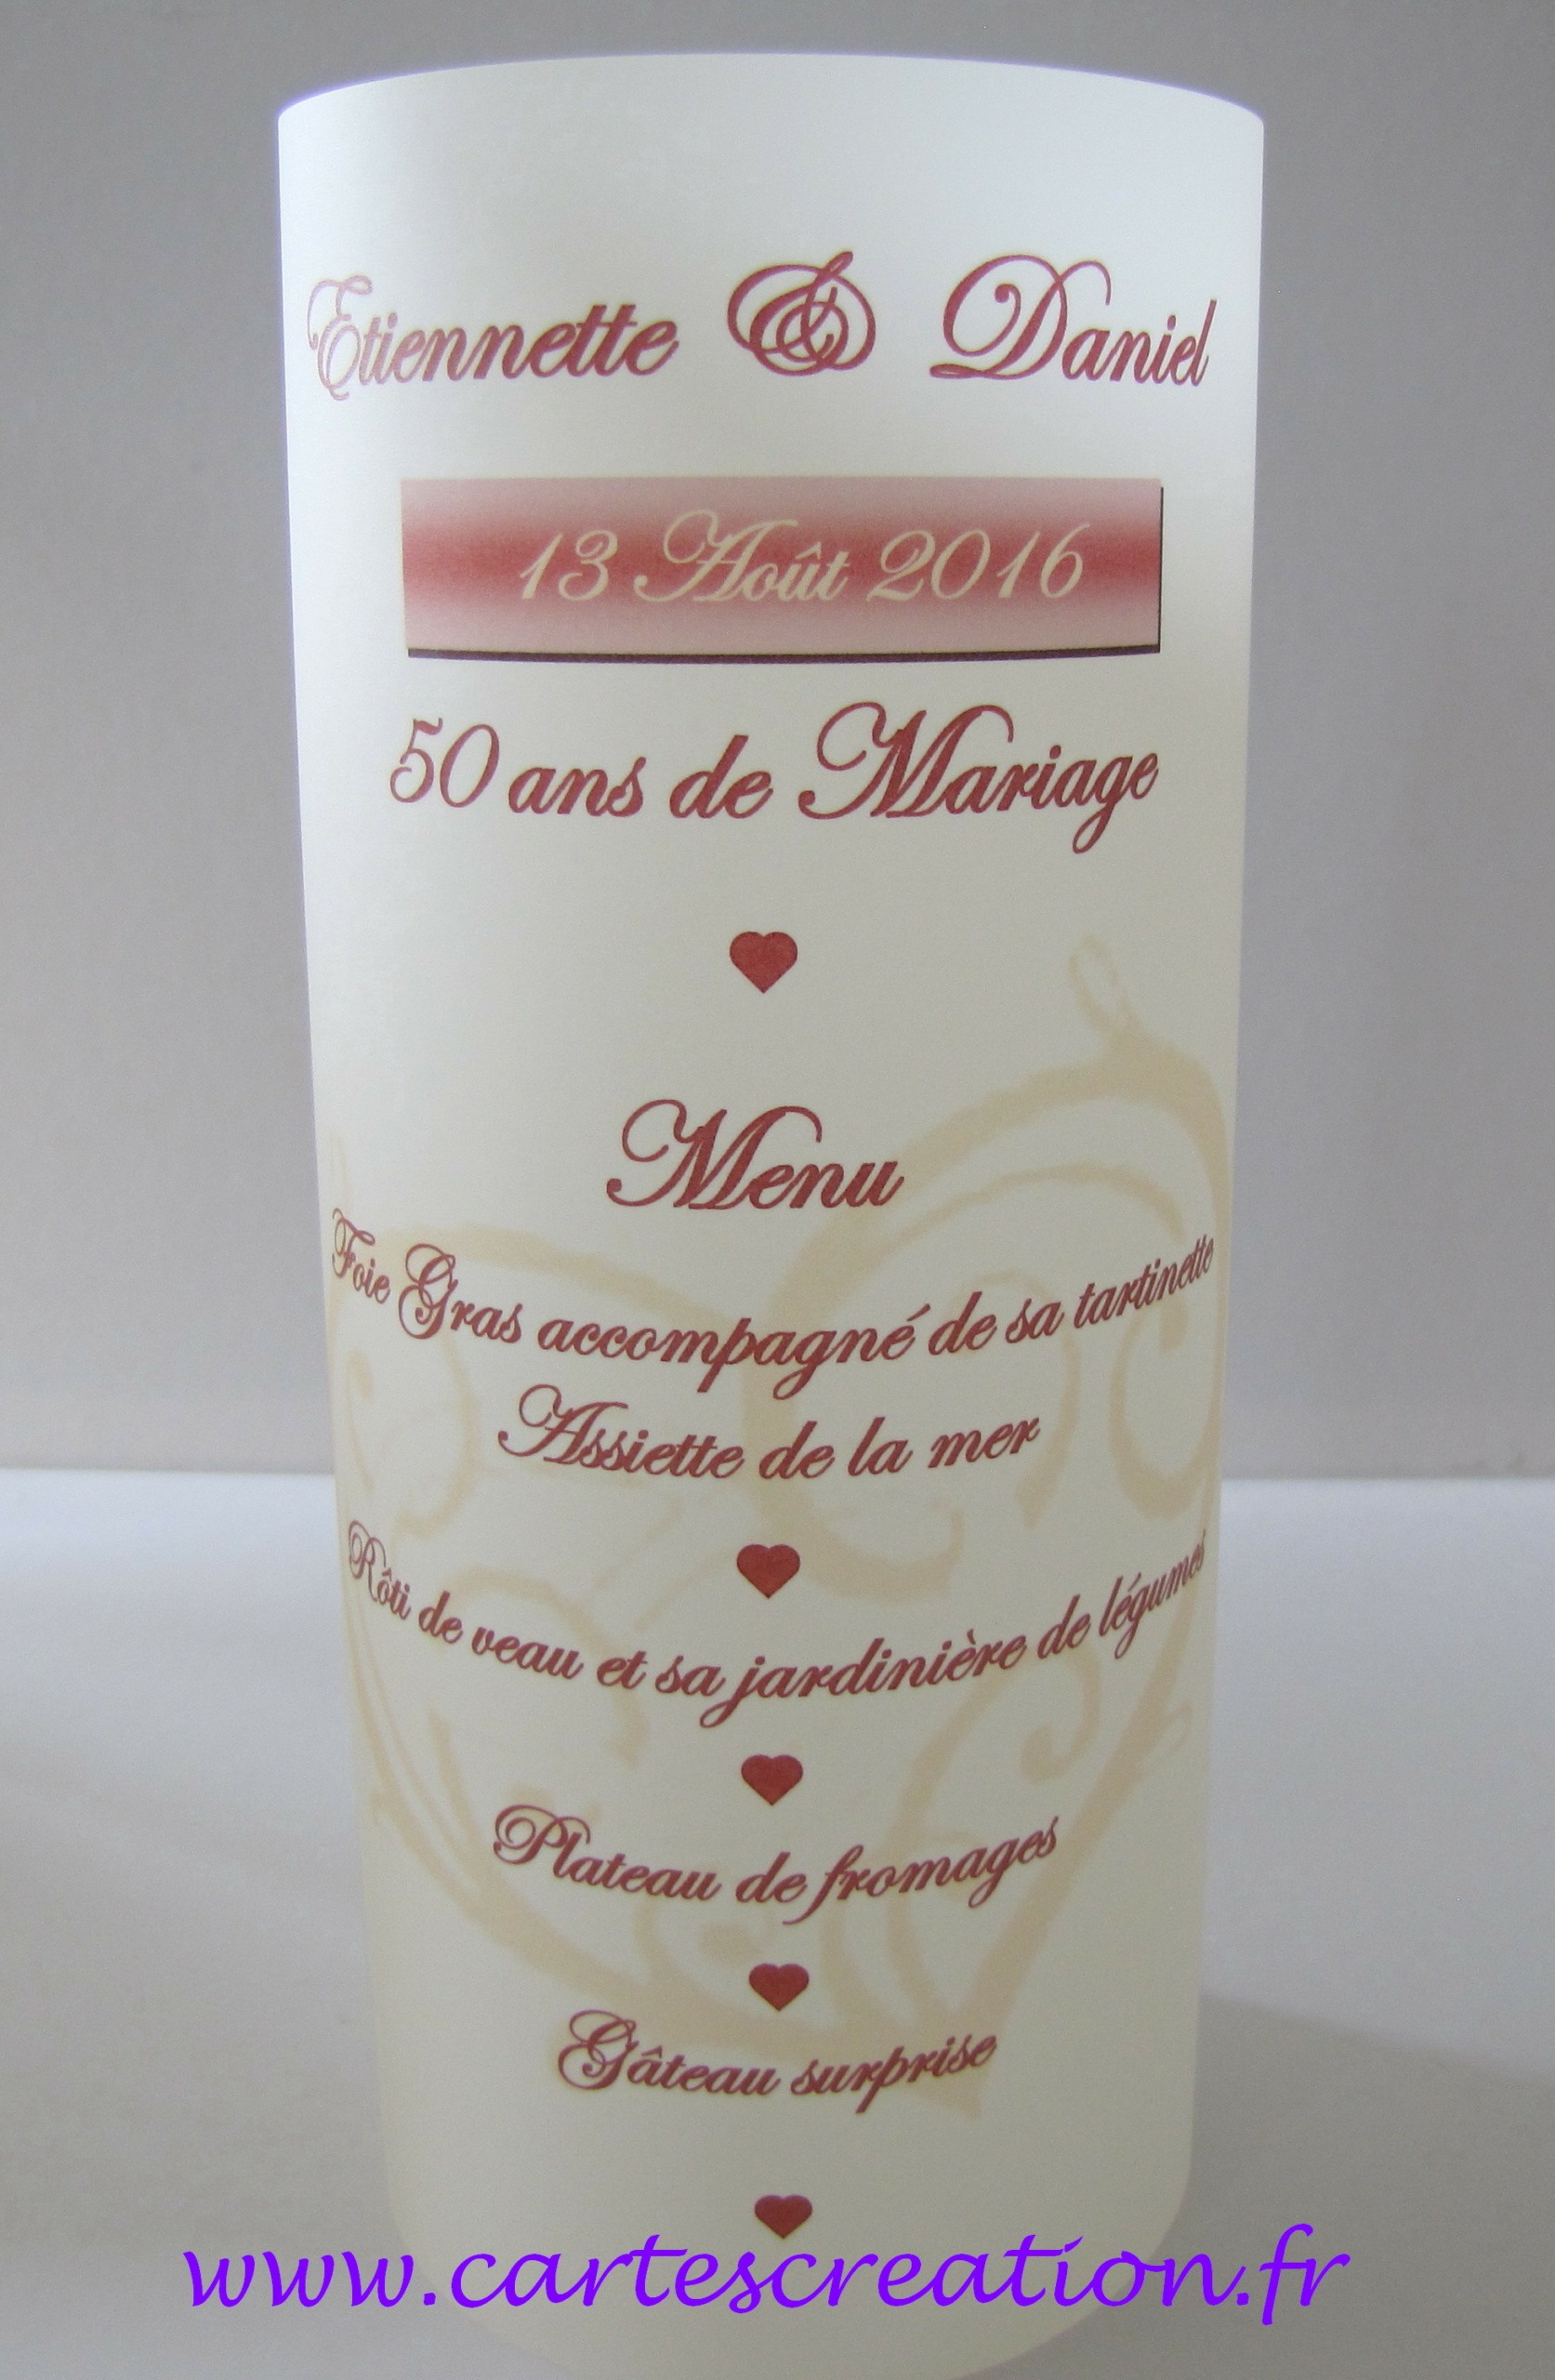 Etiennette & Daniel
13 Août 2016
50 ans de Mariage
Menu
Foie Gras accompagné de sa tartinette
Assiette de la mer
Rôti de veau et sa jardinière de légumes
Plateau de fromages
Gâteau surprise
www.cartescreation.fr